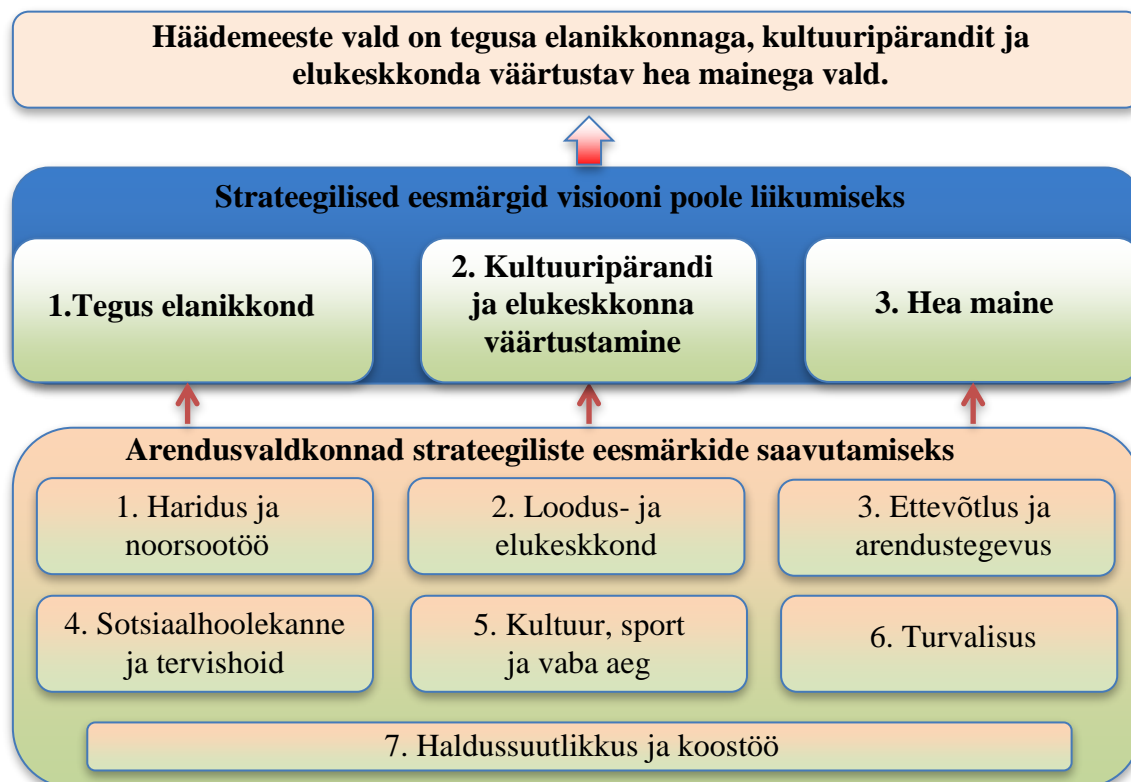 Häädemeeste vald on tegusa elanikkonnaga, kultuuripärandit ja
elukeskkonda väärtustav hea mainega vald.
Strateegilised eesmärgid visiooni poole liikumiseks
1.Tegus elanikkond
2. Kultuuripärandi
ja elukeskkonna
väärtustamine
3. Hea maine
Arendusvaldkonnad strateegiliste eesmärkide saavutamiseks
1. Haridus ja
noorsootöö
2. Loodus- ja
elukeskkond
3. Ettevõtlus ja
arendustegevus
4. Sotsiaalhoolekanne
ja tervishoid
5. Kultuur, sport
ja vaba aeg
6. Turvalisus
7. Haldussuutlikkus ja koostöö